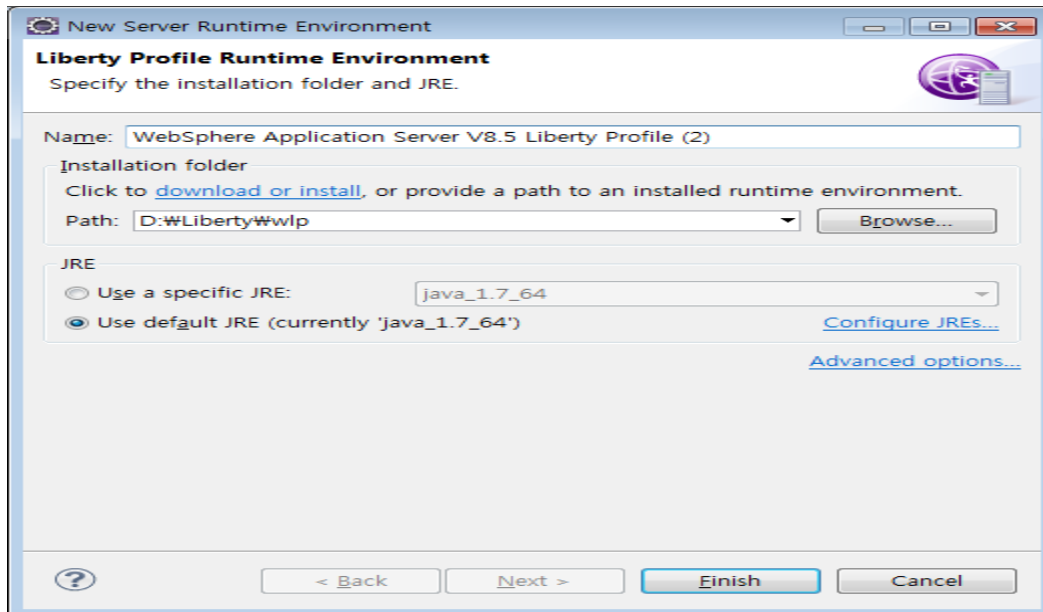 New Server Runtime Environment
Liberty Profile Runtime Environment
Specify the installation folder and JRE.
Name: WebSphere Application Server V8.5 Liberty Profile (2)
Installation folder
Click to download or install, or provide a path to an installed runtime environment.
Path: D:₩Liberty₩wlp Browse...
JRE
Use a specific JRE: java_1.7_64
Use default JRE (currently 'java_1.7_64') Configure JREs...
Advanced options...
? < Back Next > Finish Cancel